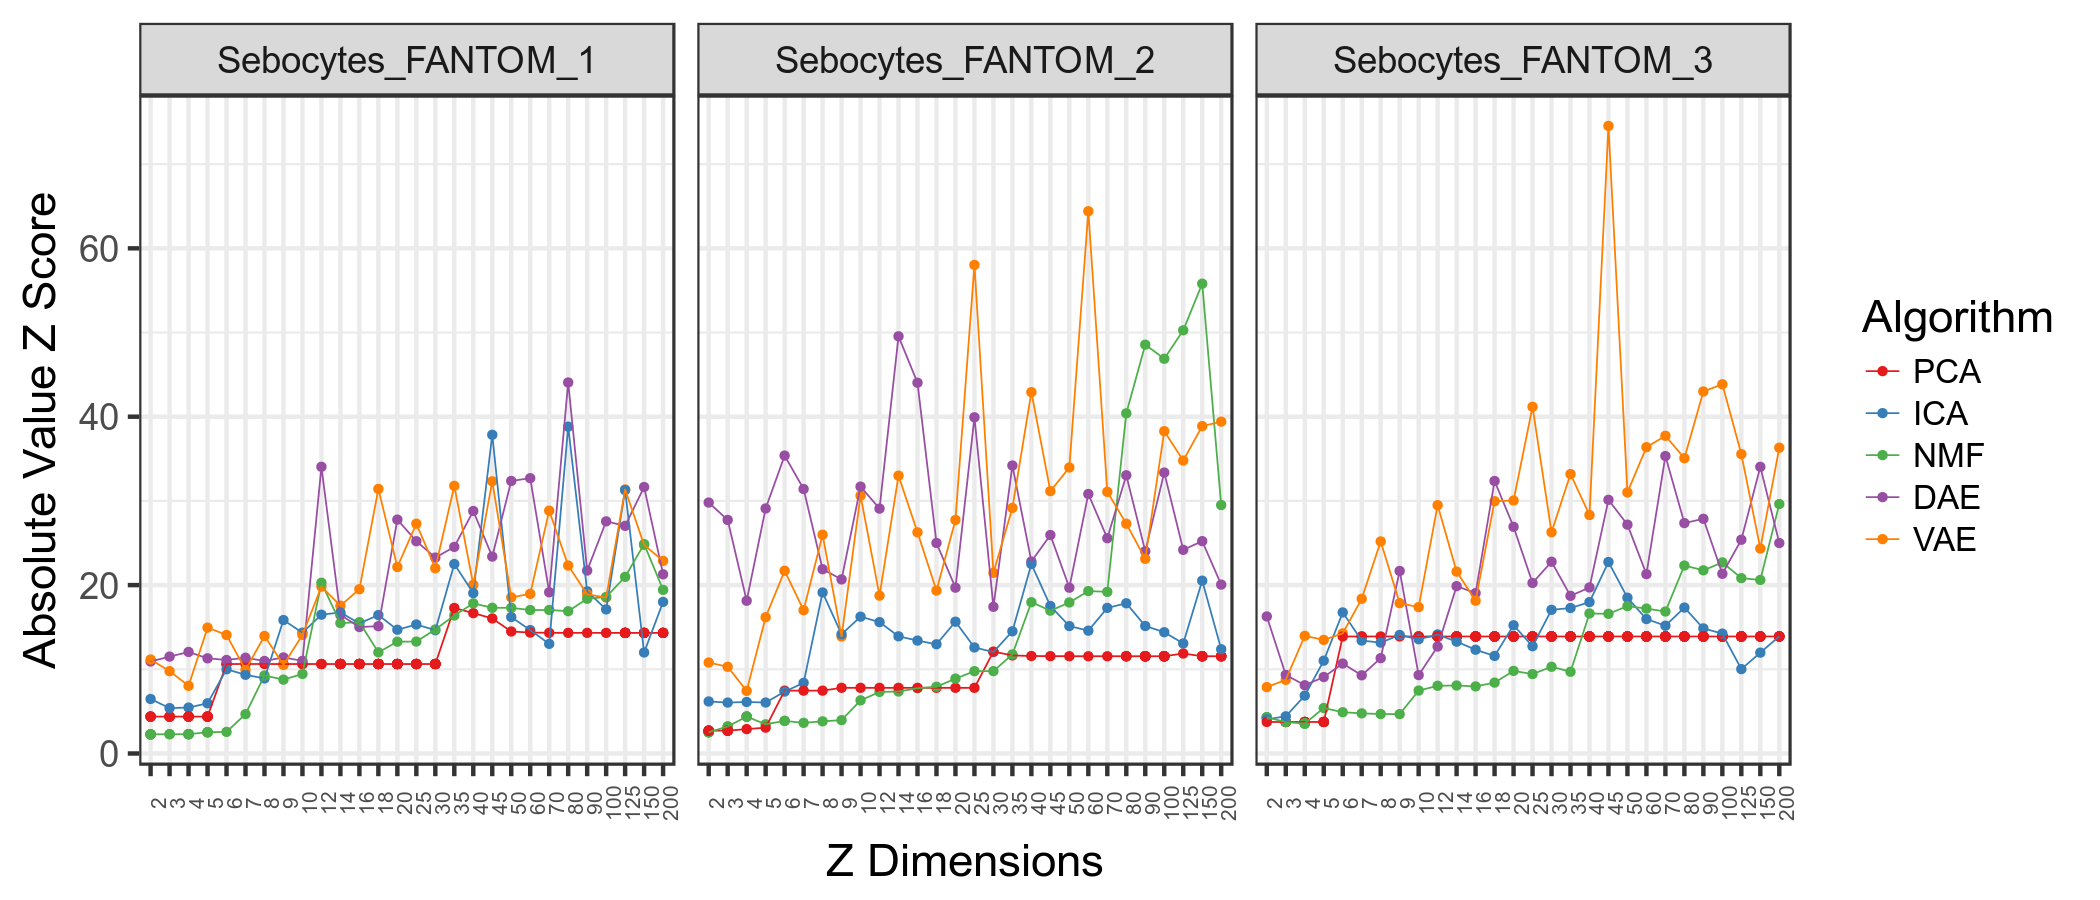 Sebocytes_FANTOM_1 Sebocytes_FANTOM_2 Sebocytes_FANTOM_3
Absolute Value Z Score
60
40
20
0
2 3 4 5 6 7 8 9 10 12 14 16 18 20 25 30 35 40 45 50 60 70 80 90 100 125 150 200
2 3 4 5 6 7 8 9 10 12 14 16 18 20 25 30 35 40 45 50 60 70 80 90 100 125 150 200
2 3 4 5 6 7 8 9 10 12 14 16 18 20 25 30 35 40 45 50 60 70 80 90 100 125 150 200
Z Dimensions
Algorithm
PCA
ICA
NMF
DAE
VAE